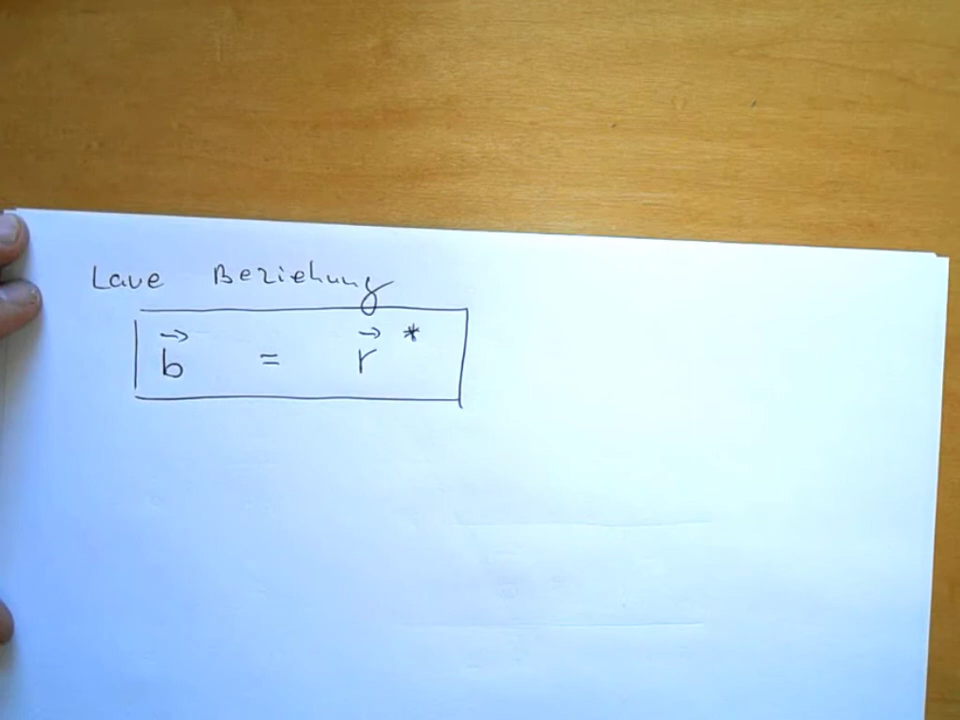 Laue Beziehung
b⃗ = r⃗ *